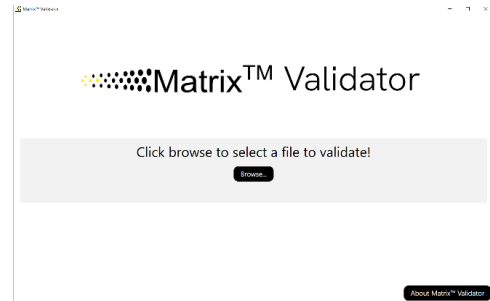 Matrix™ Validator
Matrix™ Validator
Click browse to select a file to validate!
Browse...
About Matrix™ Validator